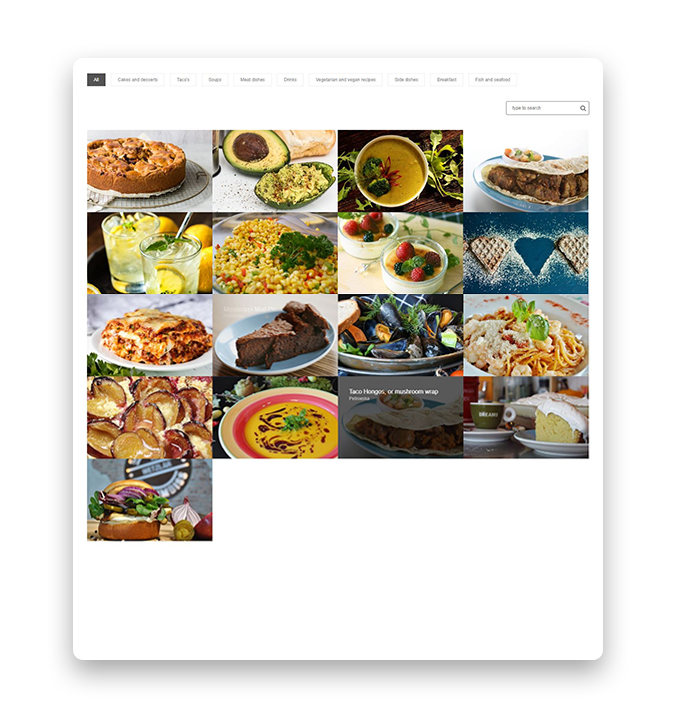 All
Cakes and desserts
Taco's
Soups
Meat dishes
Drinks
Vegetarian and vegan recipes
Side dishes
Breakfast
Fish and seafood
type to search
Taco Hongos, or mushroom wrap
DÉCAMÉ